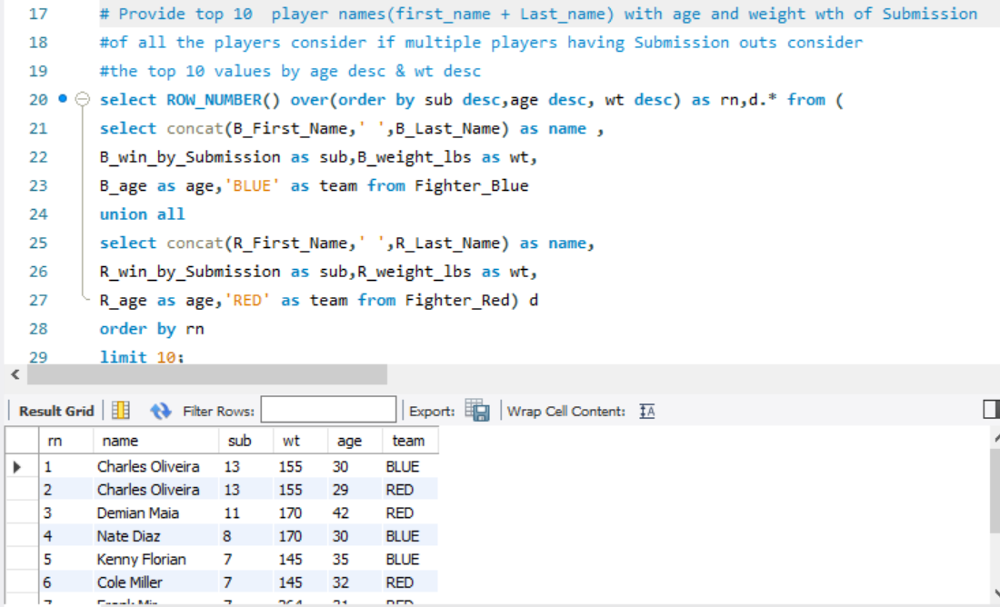 17 # Provide top 10  player names(first_name + Last_name) with age and weight wth of Submission
18 #of all the players consider if multiple players having Submission outs consider
19 #the top 10 values by age desc & wt desc
20 select ROW_NUMBER() over(order by sub desc,age desc, wt desc) as rn,d.* from (
21 select concat(B_First_Name,' ',B_Last_Name) as name ,
22 B_win_by_Submission as sub,B_weight_lbs as wt,
23 B_age as age,'BLUE' as team from Fighter_Blue
24 union all
25 select concat(R_First_Name,' ',R_Last_Name) as name,
26 R_win_by_Submission as sub,R_weight_lbs as wt,
27 R_age as age,'RED' as team from Fighter_Red) d
28 order by rn
29 limit 10;
Result Grid Filter Rows: Export: Wrap Cell Content: IA
rn name sub wt age team
1 Charles Oliveira 13 155 30 BLUE
2 Charles Oliveira 13 155 29 RED
3 Demian Maia 11 170 42 RED
4 Nate Diaz 8 170 30 BLUE
5 Kenny Florian 7 145 35 BLUE
6 Cole Miller 7 145 32 RED
7 Frank Mir 7 264 31 RED